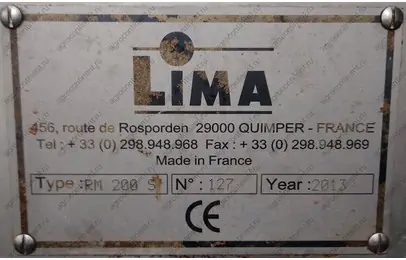 LIMA
456, route de Rosporden 29000 QUIMPER - FRANCE
Tel : + 33 (0) 298.948.968 Fax : + 33 (0) 298.948.969
Made in France
Type : RM 200 S N° : 127 Year : 2013
CE